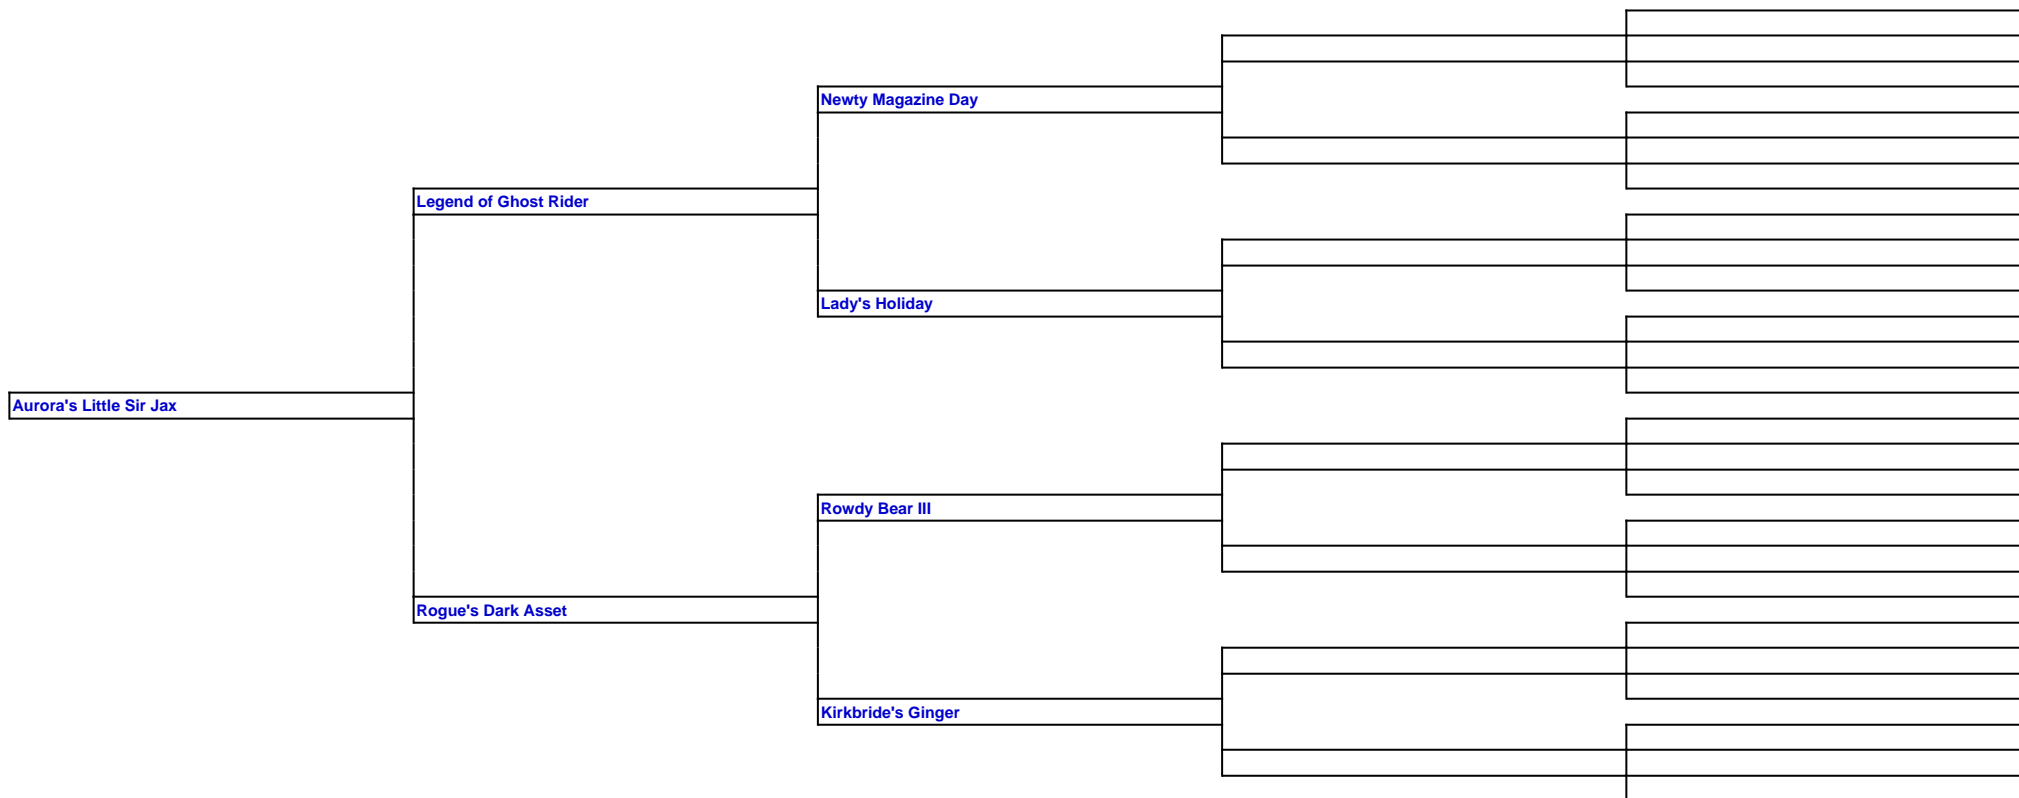 Newty Magazine Day
Legend of Ghost Rider
Lady's Holiday
Aurora's Little Sir Jax
Rowdy Bear III
Rogue's Dark Asset
Kirkbride's Ginger